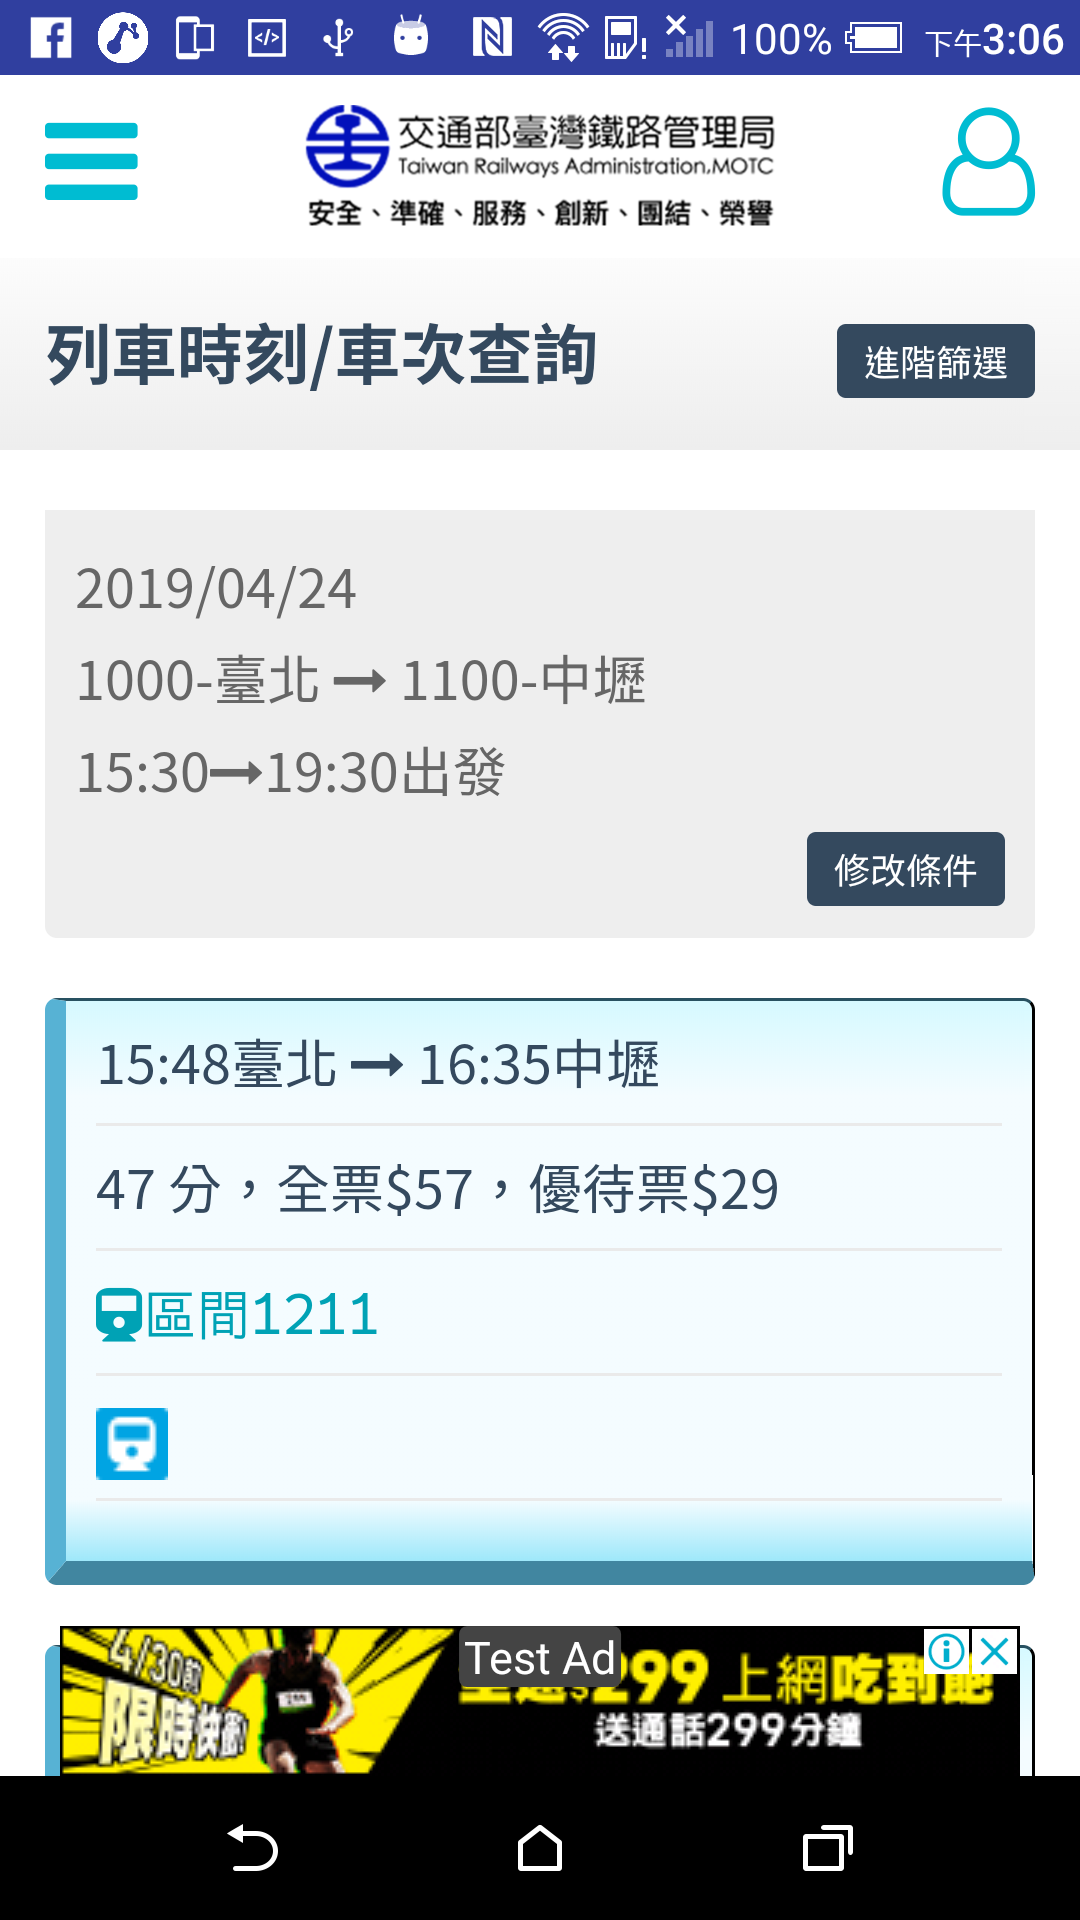 100% 下午3:06
交通部臺灣鐵路管理局
Taiwan Railways Administration,MOTC
安全、準確、服務、創新、團結、榮譽
列車時刻/車次查詢
進階篩選
2019/04/24
1000-臺北 → 1100-中壢
15:30→19:30出發
修改條件
15:48臺北 → 16:35中壢
47 分，全票$57，優待票$29
區間1211
4/30前
限時快衝!
Test Ad
299 上網吃到飽
送通話299分鐘